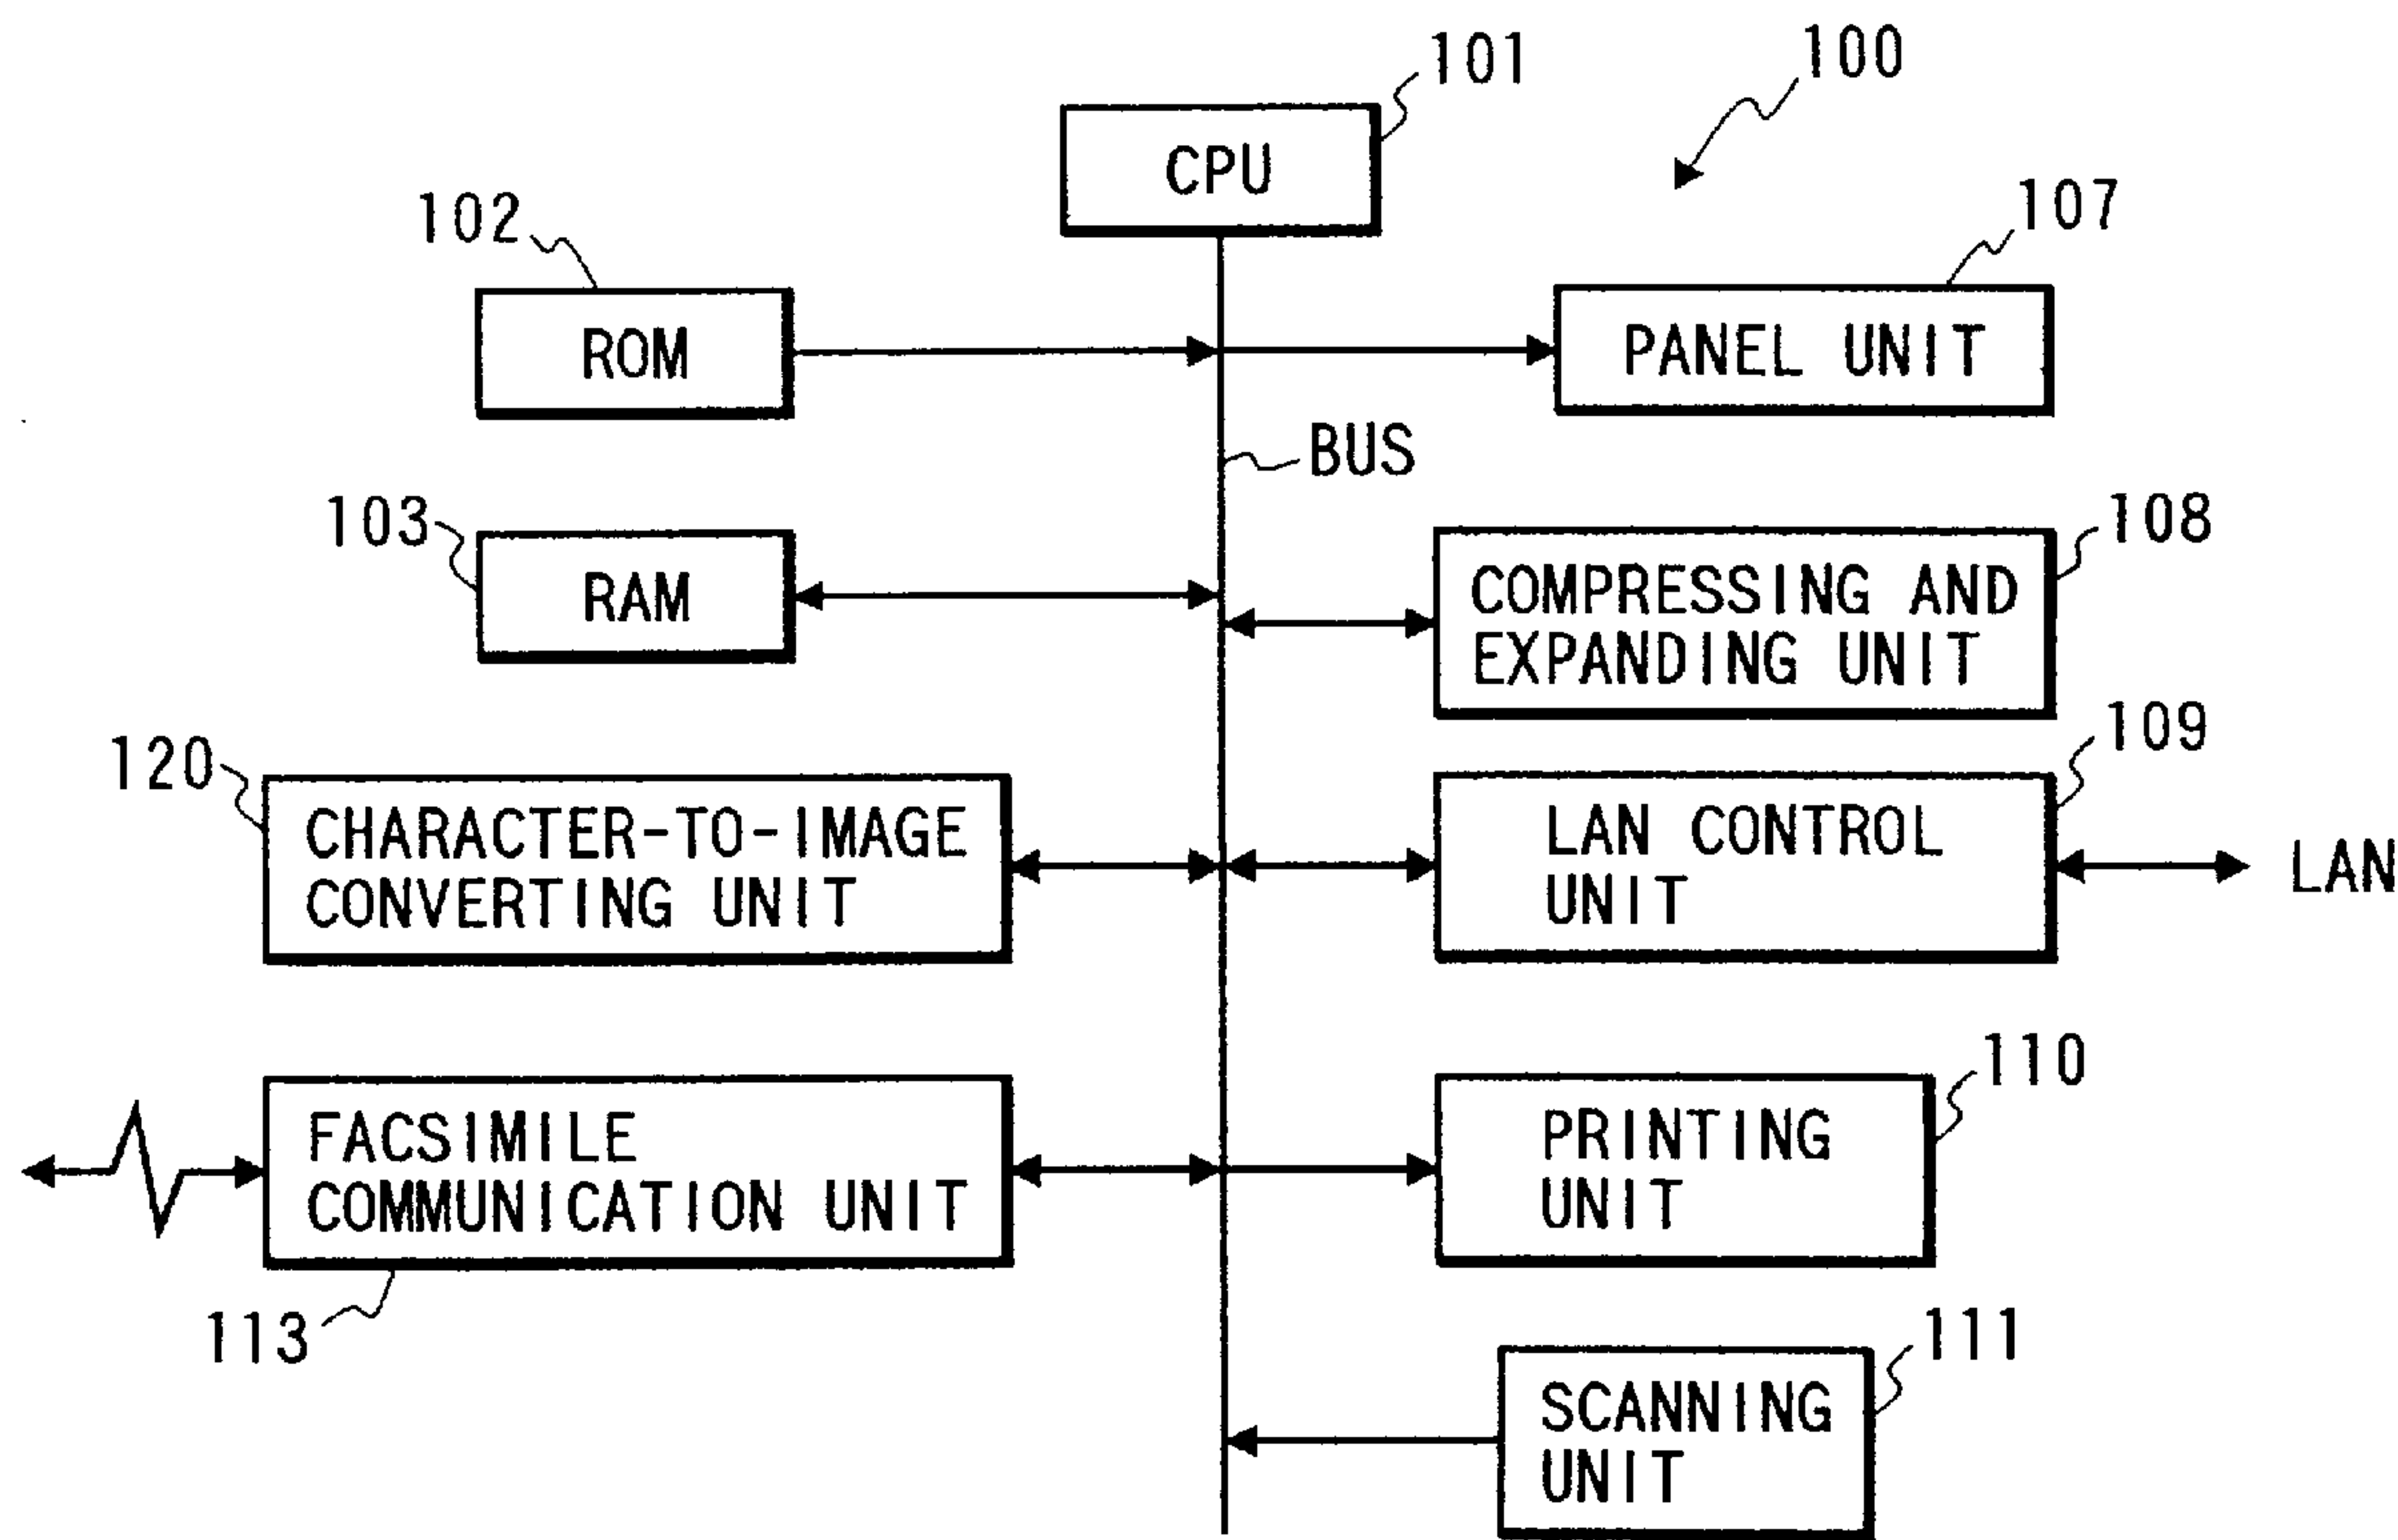 100
101
CPU
102
107
ROM
PANEL UNIT
BUS
103
108
RAM
COMPRESSING AND
EXPANDING UNIT
120
109
CHARACTER-TO-IMAGE
CONVERTING UNIT
LAN CONTROL
UNIT
LAN
110
FACSIMILE
COMMUNICATION UNIT
PRINTING
UNIT
113
111
SCANNING
UNIT